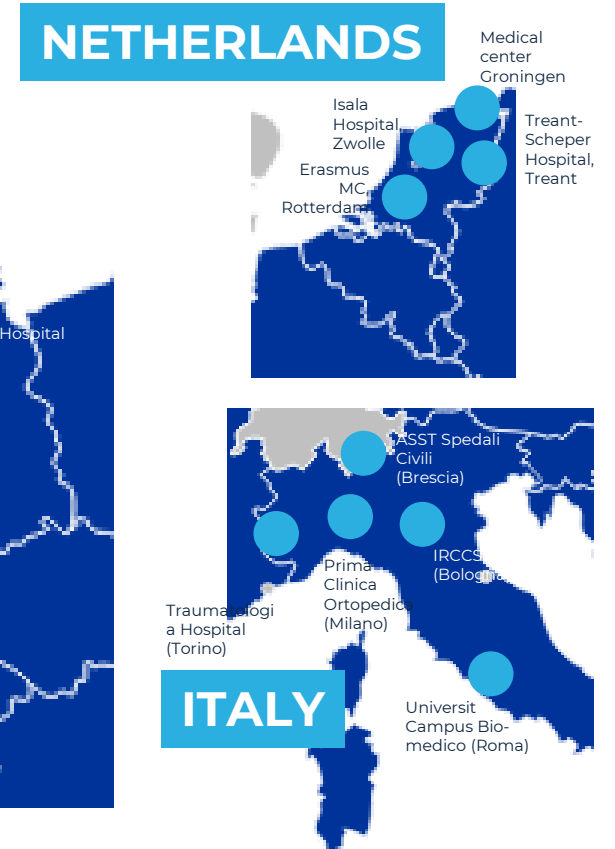 NETHERLANDS
Medical
center
Groningen
Isala
Hospital,
Zwolle
Treant-
Scheper
Hospital,
Treant
Erasmus
MC,
Rotterdam
Hospital
ASST Spedali
Civili
(Brescia)
IRCCS
(Bologna)
Prima
Clinica
Ortopedica
(Milano)
Traumatologi
a Hospital
(Torino)
ITALY
Universit
Campus Bio-
medico (Roma)